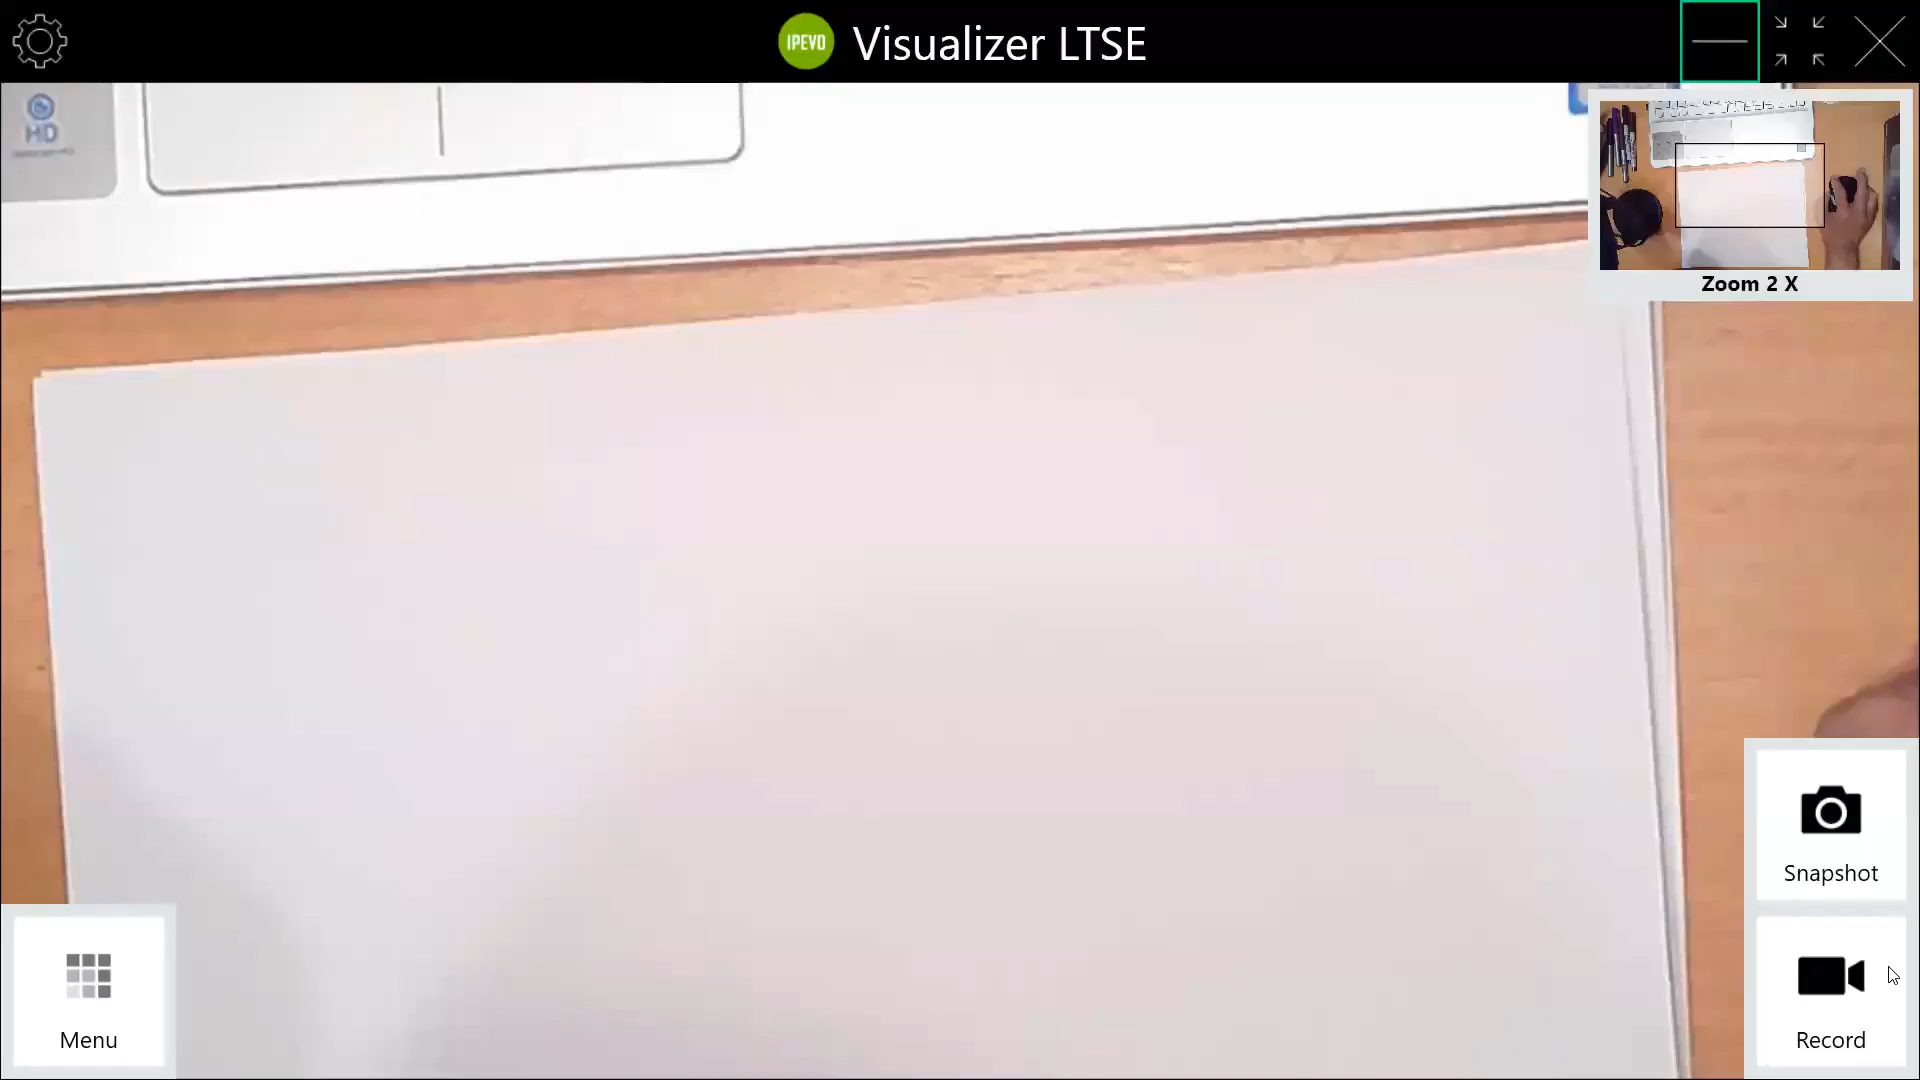 IPEVO Visualizer LTSE
HD
Zoom 2 X
Snapshot
Menu
Record